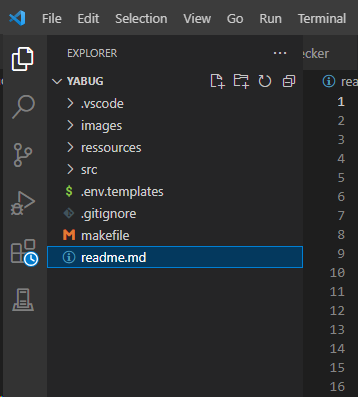 File Edit Selection View Go Run Terminal
EXPLORER
ecker
YABUG
.vscode
images
ressources
src
.env.templates
.gitignore
makefile
readme.md
rea
1
2
3
4
5
6
7
8
9
10
11
12
13
14
15
16